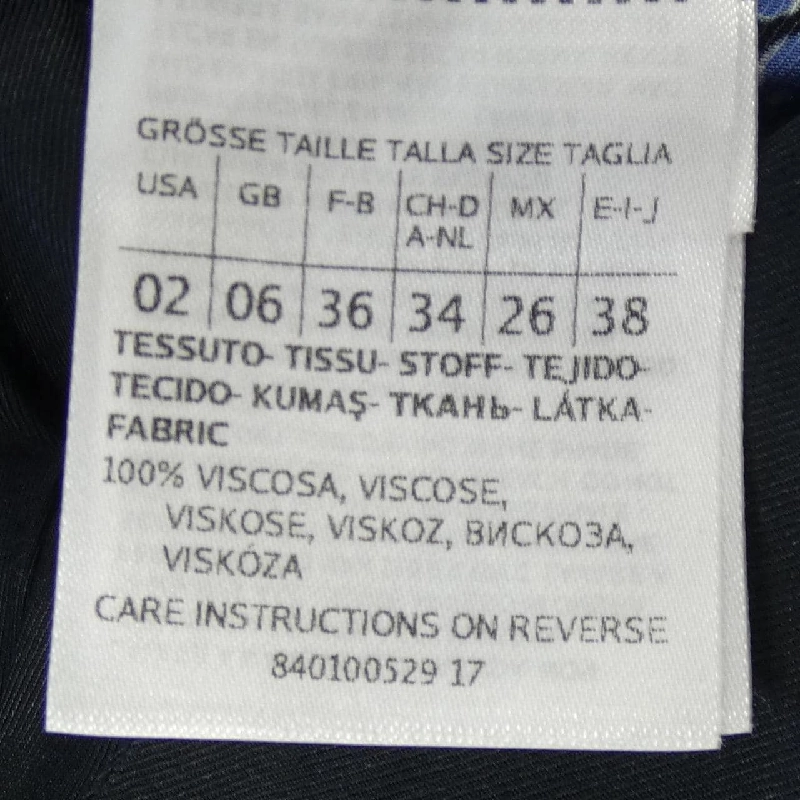 GRÖSSE TAILLE TALLA SIZE TAGLIA
USA GB F-B CH-D A-NL MX E-I-J
02 06 36 34 26 38
TESSUTO- TISSU- STOFF- TEJIDO-
TECIDO- KUMAŞ- ТКАНЬ- LÁTKA-
FABRIC
100% VISCOSA, VISCOSE,
VISKOSE, VISKOZ, ВИСКОЗА,
VISKÓZA
CARE INSTRUCTIONS ON REVERSE
840100529 17